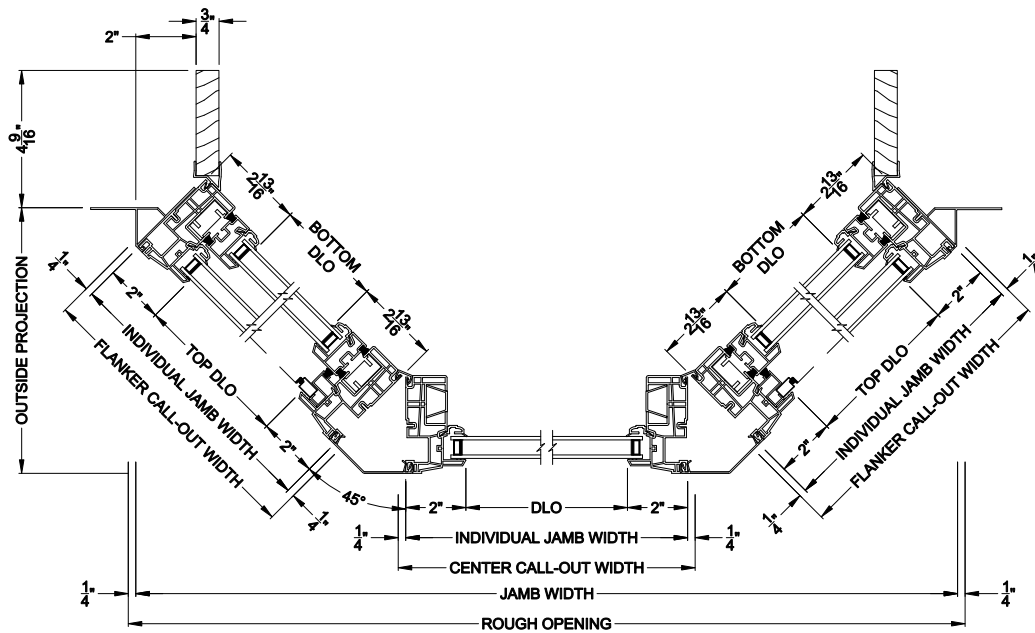 3/4"
2"
4 9/16"
2 13/16"
2 13/16"
BOTTOM
DLO
BOTTOM
DLO
1/4"
1/4"
2"
2"
2 13/16"
2 13/16"
OUTSIDE PROJECTION
TOP DLO
INDIVIDUAL JAMB WIDTH
FLANKER CALL-OUT WIDTH
TOP DLO
INDIVIDUAL JAMB WIDTH
FLANKER CALL-OUT WIDTH
2"
2"
1/4"
1/4"
45°
2"
DLO
2"
1/4"
INDIVIDUAL JAMB WIDTH
1/4"
CENTER CALL-OUT WIDTH
1/4"
JAMB WIDTH
1/4"
ROUGH OPENING